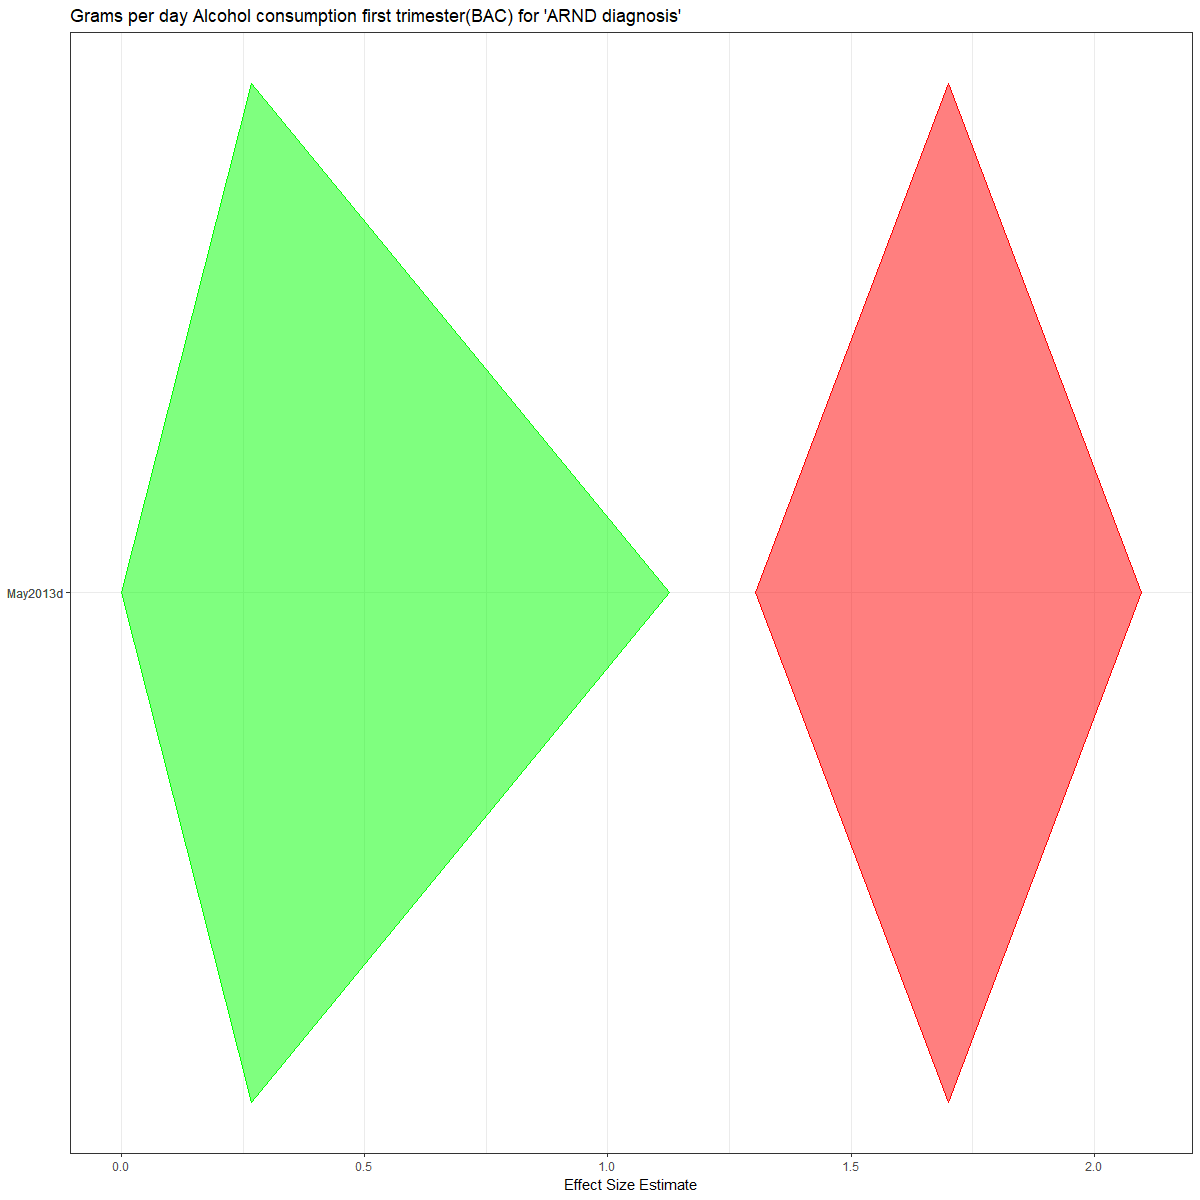 Grams per day Alcohol consumption first trimester(BAC) for 'ARND diagnosis'
May2013d
0.0 0.5 1.0 1.5 2.0
Effect Size Estimate